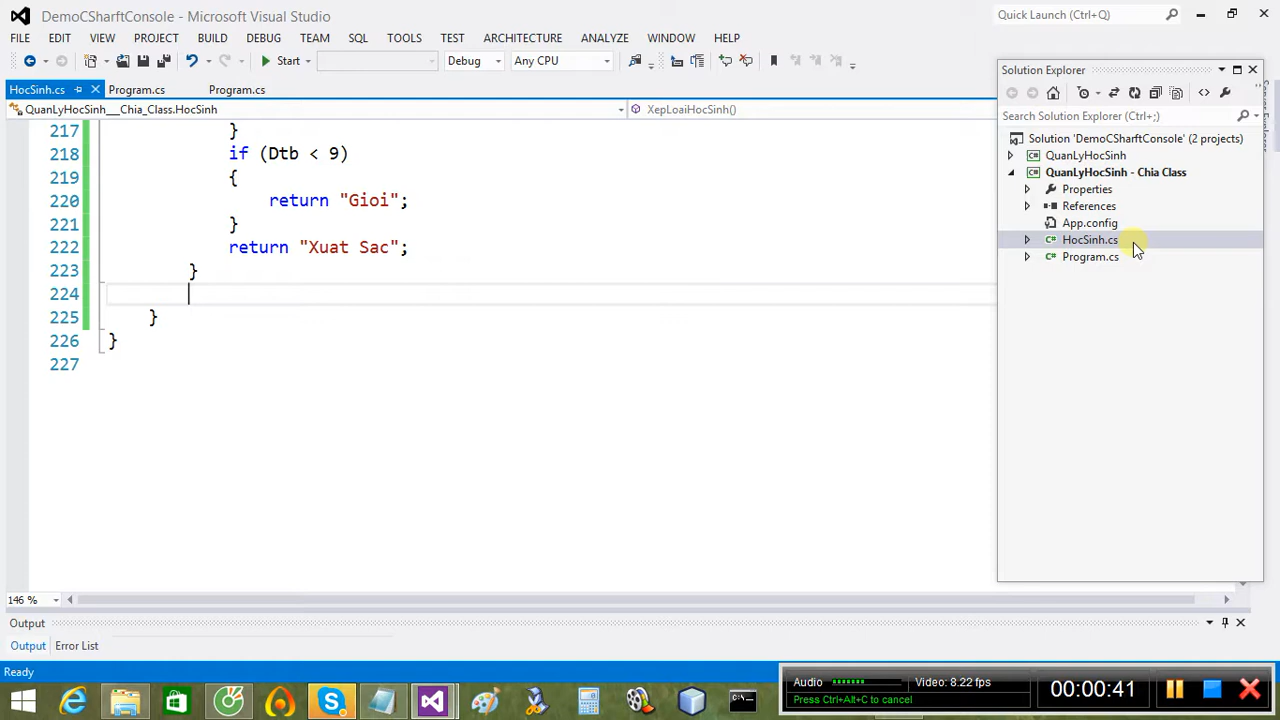 DemoCSharftConsole - Microsoft Visual Studio
Quick Launch (Ctrl+Q)
FILE EDIT VIEW PROJECT BUILD DEBUG TEAM SQL TOOLS TEST ARCHITECTURE ANALYZE WINDOW HELP
Start Debug Any CPU
HocSinh.cs Program.cs Program.cs
QuanLyHocSinh__Chia_Class.HocSinh XepLoaiHocSinh()
217 }
218 if (Dtb < 9)
219 {
220 return "Gioi";
221 }
222 return "Xuat Sac";
223 }
224
225 }
226 }
227
146 %
Solution Explorer
Search Solution Explorer (Ctrl+;)
Solution 'DemoCSharftConsole' (2 projects)
QuanLyHocSinh
QuanLyHocSinh - Chia Class
Properties
References
App.config
HocSinh.cs
Program.cs
Output
Output Error List
Ready
Audio Video: 8.22 fps
Press Ctrl+Alt+C to cancel
00:00:41